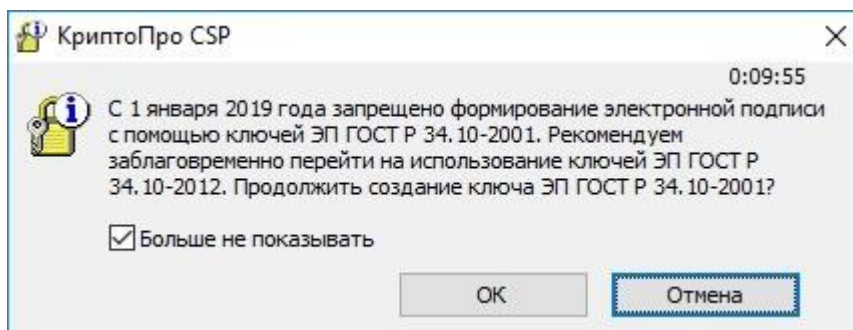 КриптоПро CSP
0:09:55
С 1 января 2019 года запрещено формирование электронной подписи
с помощью ключей ЭП ГОСТ Р 34.10-2001. Рекомендуем
заблаговременно перейти на использование ключей ЭП ГОСТ Р
34.10-2012. Продолжить создание ключа ЭП ГОСТ Р 34.10-2001?
Больше не показывать
ОК
Отмена